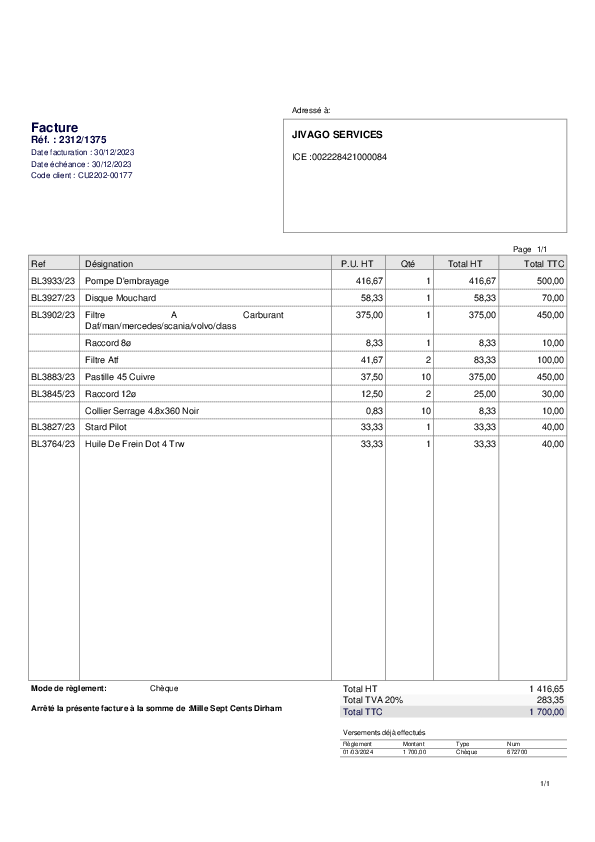 Adressé à:
Facture
Réf. : 2312/1375
Date facturation : 30/12/2023
Date échéance : 30/12/2023
Code client : CU2202-00177
JIVAGO SERVICES
ICE :002228421000084
Page 1/1
Ref Désignation P.U. HT Qté Total HT Total TTC
BL3933/23 Pompe D'embrayage 416,67 1 416,67 500,00
BL3927/23 Disque Mouchard 58,33 1 58,33 70,00
BL3902/23 Filtre A Carburant 375,00 1 375,00 450,00
Daf/man/mercedes/scania/volvo/class
Raccord 8ø 8,33 1 8,33 10,00
Filtre Atf 41,67 2 83,33 100,00
BL3883/23 Pastille 45 Cuivre 37,50 10 375,00 450,00
BL3845/23 Raccord 12ø 12,50 2 25,00 30,00
Collier Serrage 4.8x360 Noir 0,83 10 8,33 10,00
BL3827/23 Stard Pilot 33,33 1 33,33 40,00
BL3764/23 Huile De Frein Dot 4 Trw 33,33 1 33,33 40,00
Mode de règlement: Chèque
Arrêté la présente facture à la somme de :Mille Sept Cents Dirham
Total HT 1 416,65
Total TVA 20% 283,35
Total TTC 1 700,00
Versements déjà effectués
Règlement Montant Type Num
01/03/2024 1 700,00 Chèque 672700
1/1